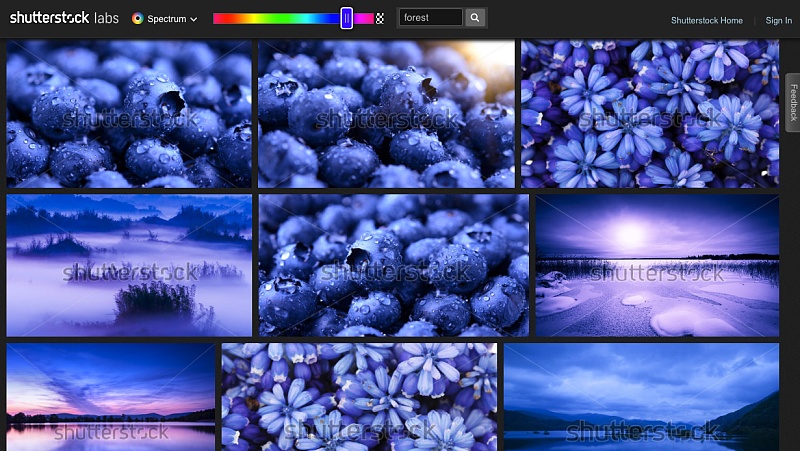 shutterstock labs
Spectrum
forest
Shutterstock Home
Sign In
Feedback
shutterstock
shutterstock
shutterstock
shutterstock
shutterstock
shutterstock
shutterstock
shutterstock
shutterstock